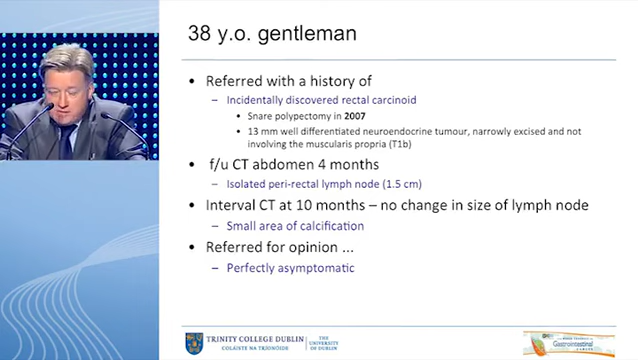 38 y.o. gentleman
• Referred with a history of
– Incidentally discovered rectal carcinoid
• Snare polypectomy in 2007
• 13 mm well differentiated neuroendocrine tumour, narrowly excised and not
involving the muscularis propria (T1b)
• f/u CT abdomen 4 months
– Isolated peri-rectal lymph node (1.5 cm)
• Interval CT at 10 months – no change in size of lymph node
– Small area of calcification
• Referred for opinion ...
– Perfectly asymptomatic
TRINITY COLLEGE DUBLIN
COLÁISTE NA TRÍONÓIDE
THE
UNIVERSITY
OF DUBLIN
Gastrointestinal